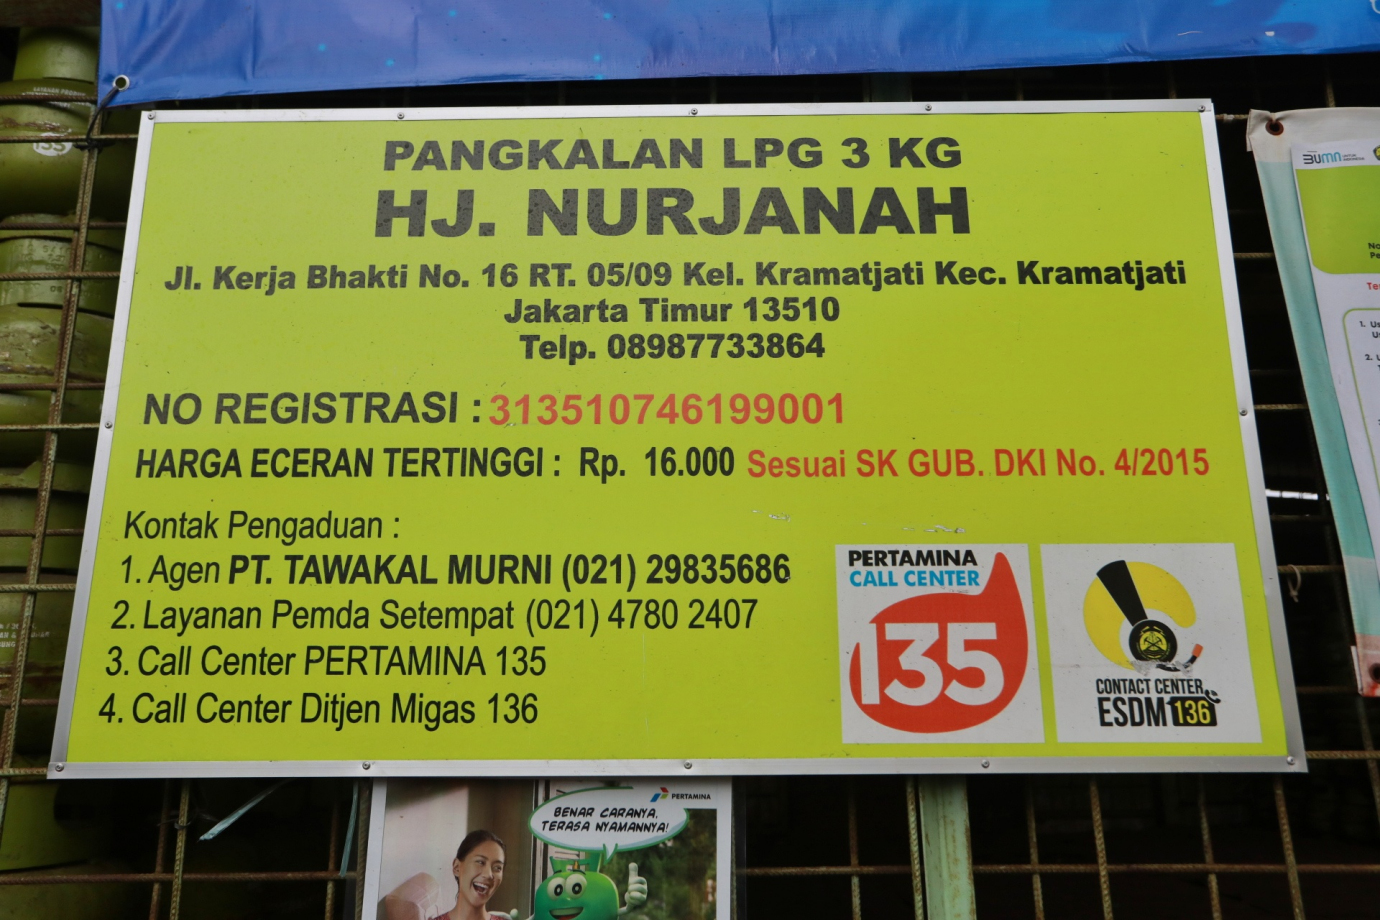 PANGKALAN LPG 3 KG
HJ. NURJANAH
Jl. Kerja Bhakti No. 16 RT. 05/09 Kel. Kramatjati Kec. Kramatjati
Jakarta Timur 13510
Telp. 08987733864
NO REGISTRASI : 313510746199001
HARGA ECERAN TERTINGGI : Rp. 16.000 Sesuai SK GUB. DKI No. 4/2015
Kontak Pengaduan :
1. Agen PT. TAWAKAL MURNI (021) 29835686
2. Layanan Pemda Setempat (021) 4780 2407
3. Call Center PERTAMINA 135
4. Call Center Ditjen Migas 136
PERTAMINA
CALL CENTER
135
CONTACT CENTER
ESDM 136
PERTAMINA
BENAR CARANYA,
TERASA NYAMANNYA!
BUMN
1.
2.
135